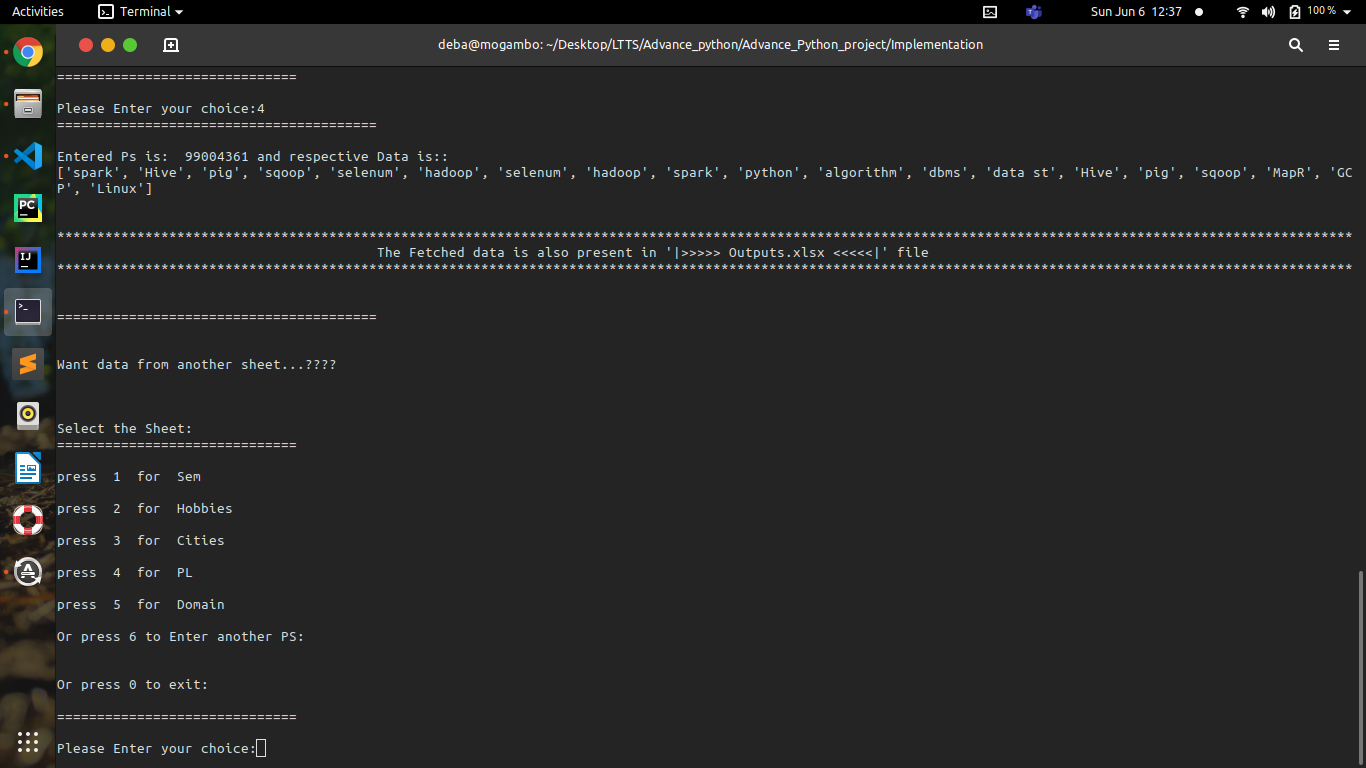 Activities Terminal Sun Jun 6 12:37 100 %
deba@mogambo: ~/Desktop/LTTS/Advance_python/Advance_Python_project/Implementation
==============================
Please Enter your choice:4
========================================
Entered Ps is:  99004361 and respective Data is::
['spark', 'Hive', 'pig', 'sqoop', 'selenum', 'hadoop', 'selenum', 'hadoop', 'spark', 'python', 'algorithm', 'dbms', 'data st', 'Hive', 'pig', 'sqoop', 'MapR', 'GC
P', 'Linux']
******************************************************************************************************************************************************************
The Fetched data is also present in '|>>>>> Outputs.xlsx <<<<<|' file
******************************************************************************************************************************************************************
========================================
Want data from another sheet...????
Select the Sheet:
==============================
press  1  for  Sem
press  2  for  Hobbies
press  3  for  Cities
press  4  for  PL
press  5  for  Domain
Or press 6 to Enter another PS:
Or press 0 to exit:
==============================
Please Enter your choice:
PC
IJ
>_